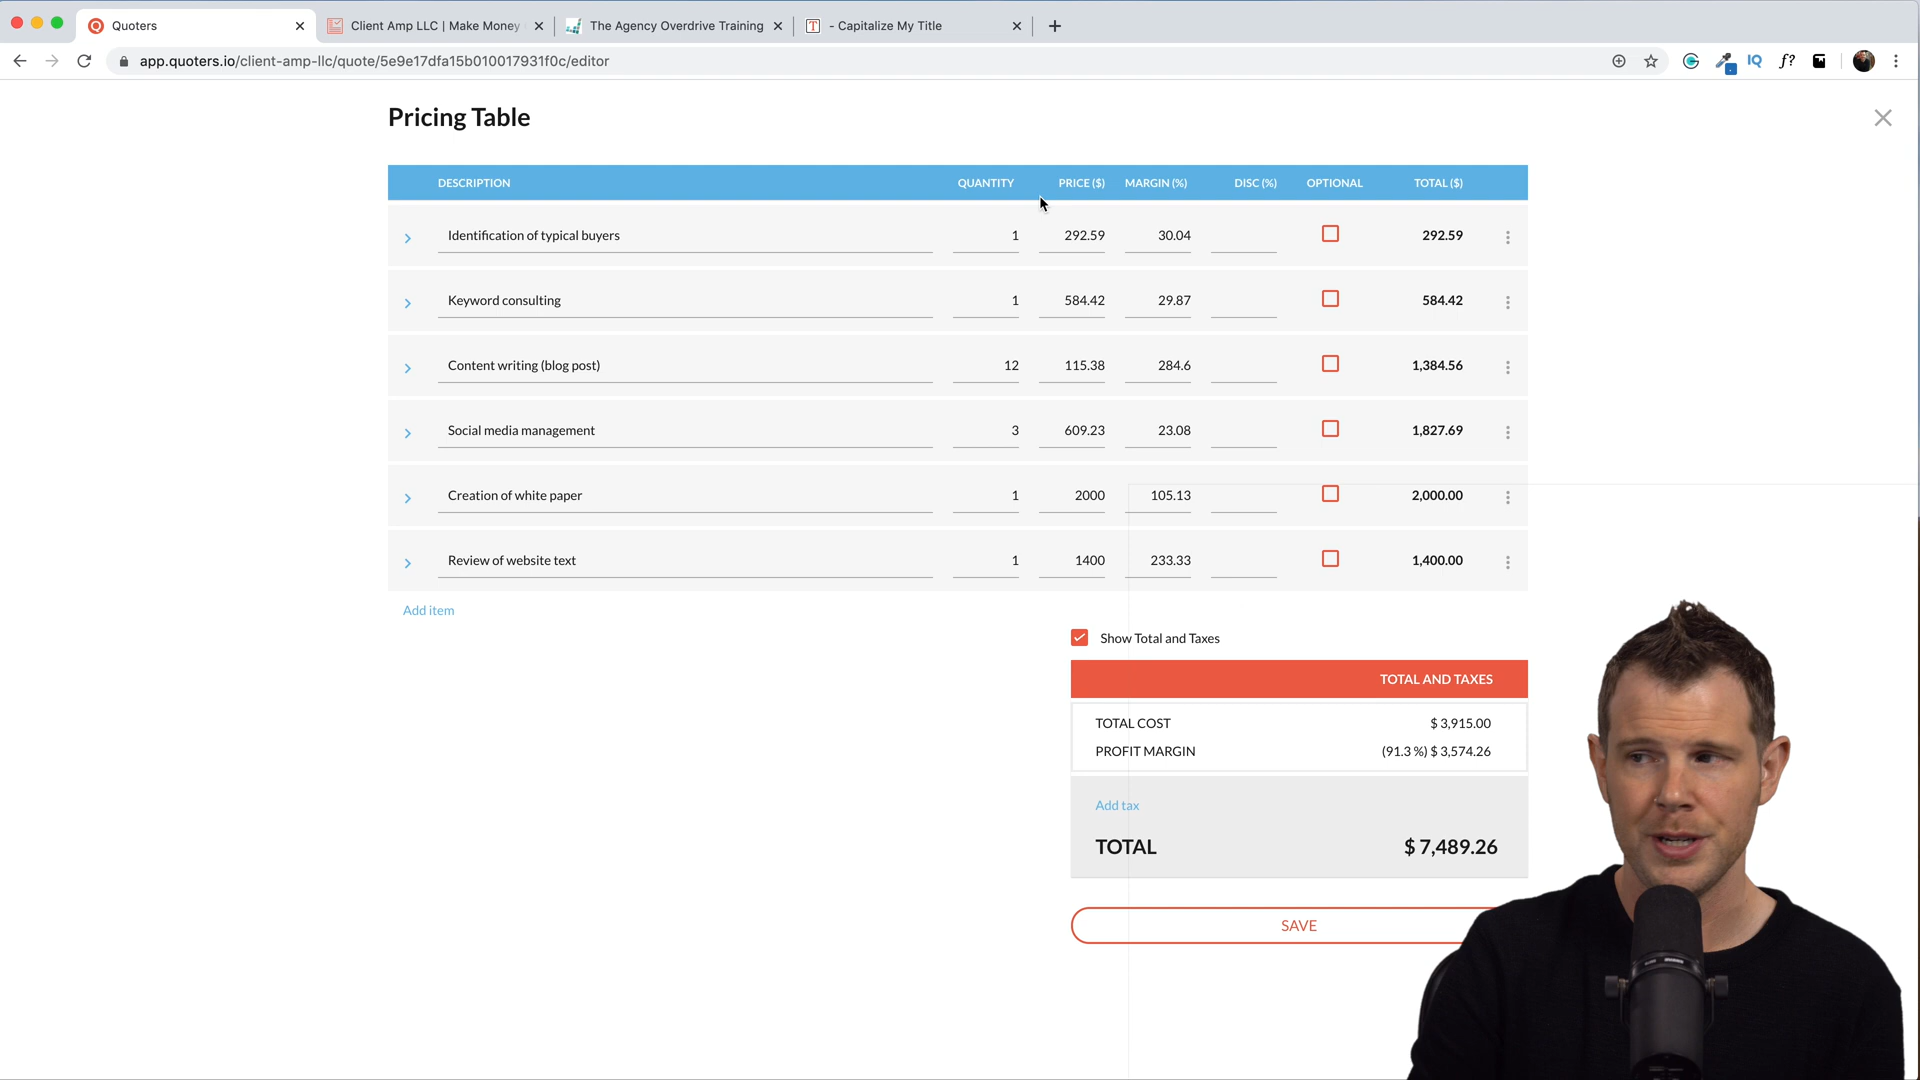 Quoters
Client Amp LLC | Make Money
The Agency Overdrive Training
T - Capitalize My Title
app.quoters.io/client-amp-llc/quote/5e9e17dfa15b010017931f0c/editor
IQ f?
Pricing Table
DESCRIPTION QUANTITY PRICE ($) MARGIN (%) DISC (%) OPTIONAL TOTAL ($)
Identification of typical buyers 1 292.59 30.04 292.59
Keyword consulting 1 584.42 29.87 584.42
Content writing (blog post) 12 115.38 284.6 1,384.56
Social media management 3 609.23 23.08 1,827.69
Creation of white paper 1 2000 105.13 2,000.00
Review of website text 1 1400 233.33 1,400.00
Add item
Show Total and Taxes
TOTAL AND TAXES
TOTAL COST $ 3,915.00
PROFIT MARGIN (91.3 %) $ 3,574.26
Add tax
TOTAL $ 7,489.26
SAVE